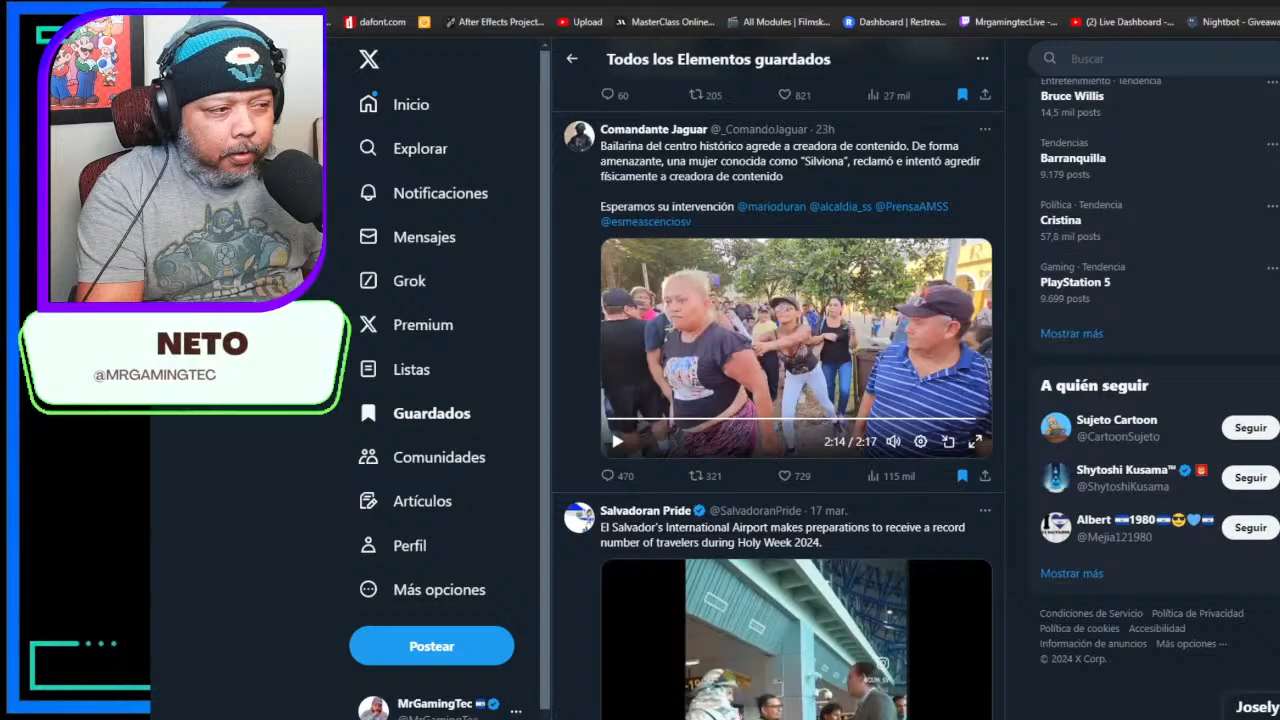 dafont.com
After Effects Project...
Upload
MasterClass Online...
All Modules
Dashboard | Restrea...
Mrgamingtec.live -...
(2) Live Dashboard -...
Nightbot - Giveaw
NETO
@MRGAMINGTEC
Inicio
Explorar
Notificaciones
Mensajes
Grok
Premium
Listas
Guardados
Comunidades
Artículos
Perfil
Más opciones
Postear
MrGamingTec
@MrGamingTec
Todos los Elementos guardados
60 205 821 27 mil
Comandante Jaguar @_ComandoJaguar · 23h
Bailarina del centro histórico agrede a creadora de contenido. De forma
amenazante, una mujer conocida como “Silviona”, reclamó e intentó agredir
físicamente a creadora de contenido
Esperamos su intervención @marioduran @alcaldia_ss @PrensaAMSS
@esmeascenciosv
2:14 / 2:17
470 321 729 115 mil
Salvadoran Pride @SalvadoranPride · 17 mar.
El Salvador's International Airport makes preparations to receive a record
number of travelers during Holy Week 2024.
Buscar
Entretenimiento · Tendencia
Bruce Willis
14,5 mil posts
Tendencias
Barranquilla
9.179 posts
Política · Tendencia
Cristina
57,8 mil posts
Gaming · Tendencia
PlayStation 5
9.699 posts
Mostrar más
A quién seguir
Sujeto Cartoon
@CartoonSujeto
Seguir
Shytoshi Kusama™
@ShytoshiKusama
Seguir
Albert 1980
@Mejia121980
Seguir
Mostrar más
Condiciones de Servicio Política de Privacidad
Política de cookies Accesibilidad
Información de anuncios Más opciones ···
© 2024 X Corp.
Josely